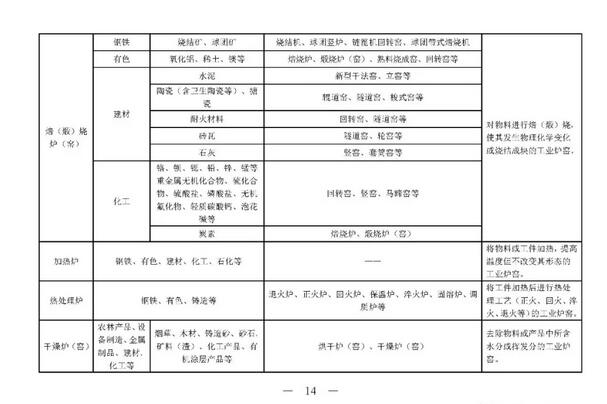 焙（煅）烧
炉（窑）
钢铁
烧结矿、球团矿
烧结机、球团竖炉、链篦机回转窑、球团带式焙烧机
对物料进行焙（煅）烧，
使其发生物理化学变化
或烧结成块的工业炉窑。
有色
氧化铝、稀土、镁等
焙烧炉、煅烧炉（窑）、熟料烧成窑、回转窑等
建材
水泥
新型干法窑、立窑等
陶瓷（含卫生陶瓷等）、搪
瓷
辊道窑、隧道窑、梭式窑等
耐火材料
回转窑、隧道窑等
砖瓦
隧道窑、轮窑等
石灰
竖窑、套筒窑等
化工
铬、钡、锶、铅、锌、锰等
重金属无机化合物、硫化合
物、硫酸盐、磷酸盐、无机
氟化物、轻质碳酸钙、泡花
碱等
回转窑、竖窑、马蹄窑等
炭素
焙烧炉、煅烧炉（窑）
加热炉
钢铁、有色、建材、化工、石化等
——
将物料或工件加热，提高
温度但不改变其形态的
工业炉窑。
热处理炉
钢铁、有色、铸造等
退火炉、正火炉、回火炉、保温炉、淬火炉、固溶炉、调
质炉等
将工件加热后进行热处
理工艺（正火、回火、淬
火、退火等）的工业炉窑。
干燥炉（窑）
农林产品、设
备制造、金属
制品、建材、
化工等
烟草、木材、铸造砂、砂石、
矿料（渣）、化工产品、有
机涂层产品等
烘干炉（窑）、干燥炉（窑）
去除物料或产品中所含
水分或挥发分的工业炉
窑。
— 14 —